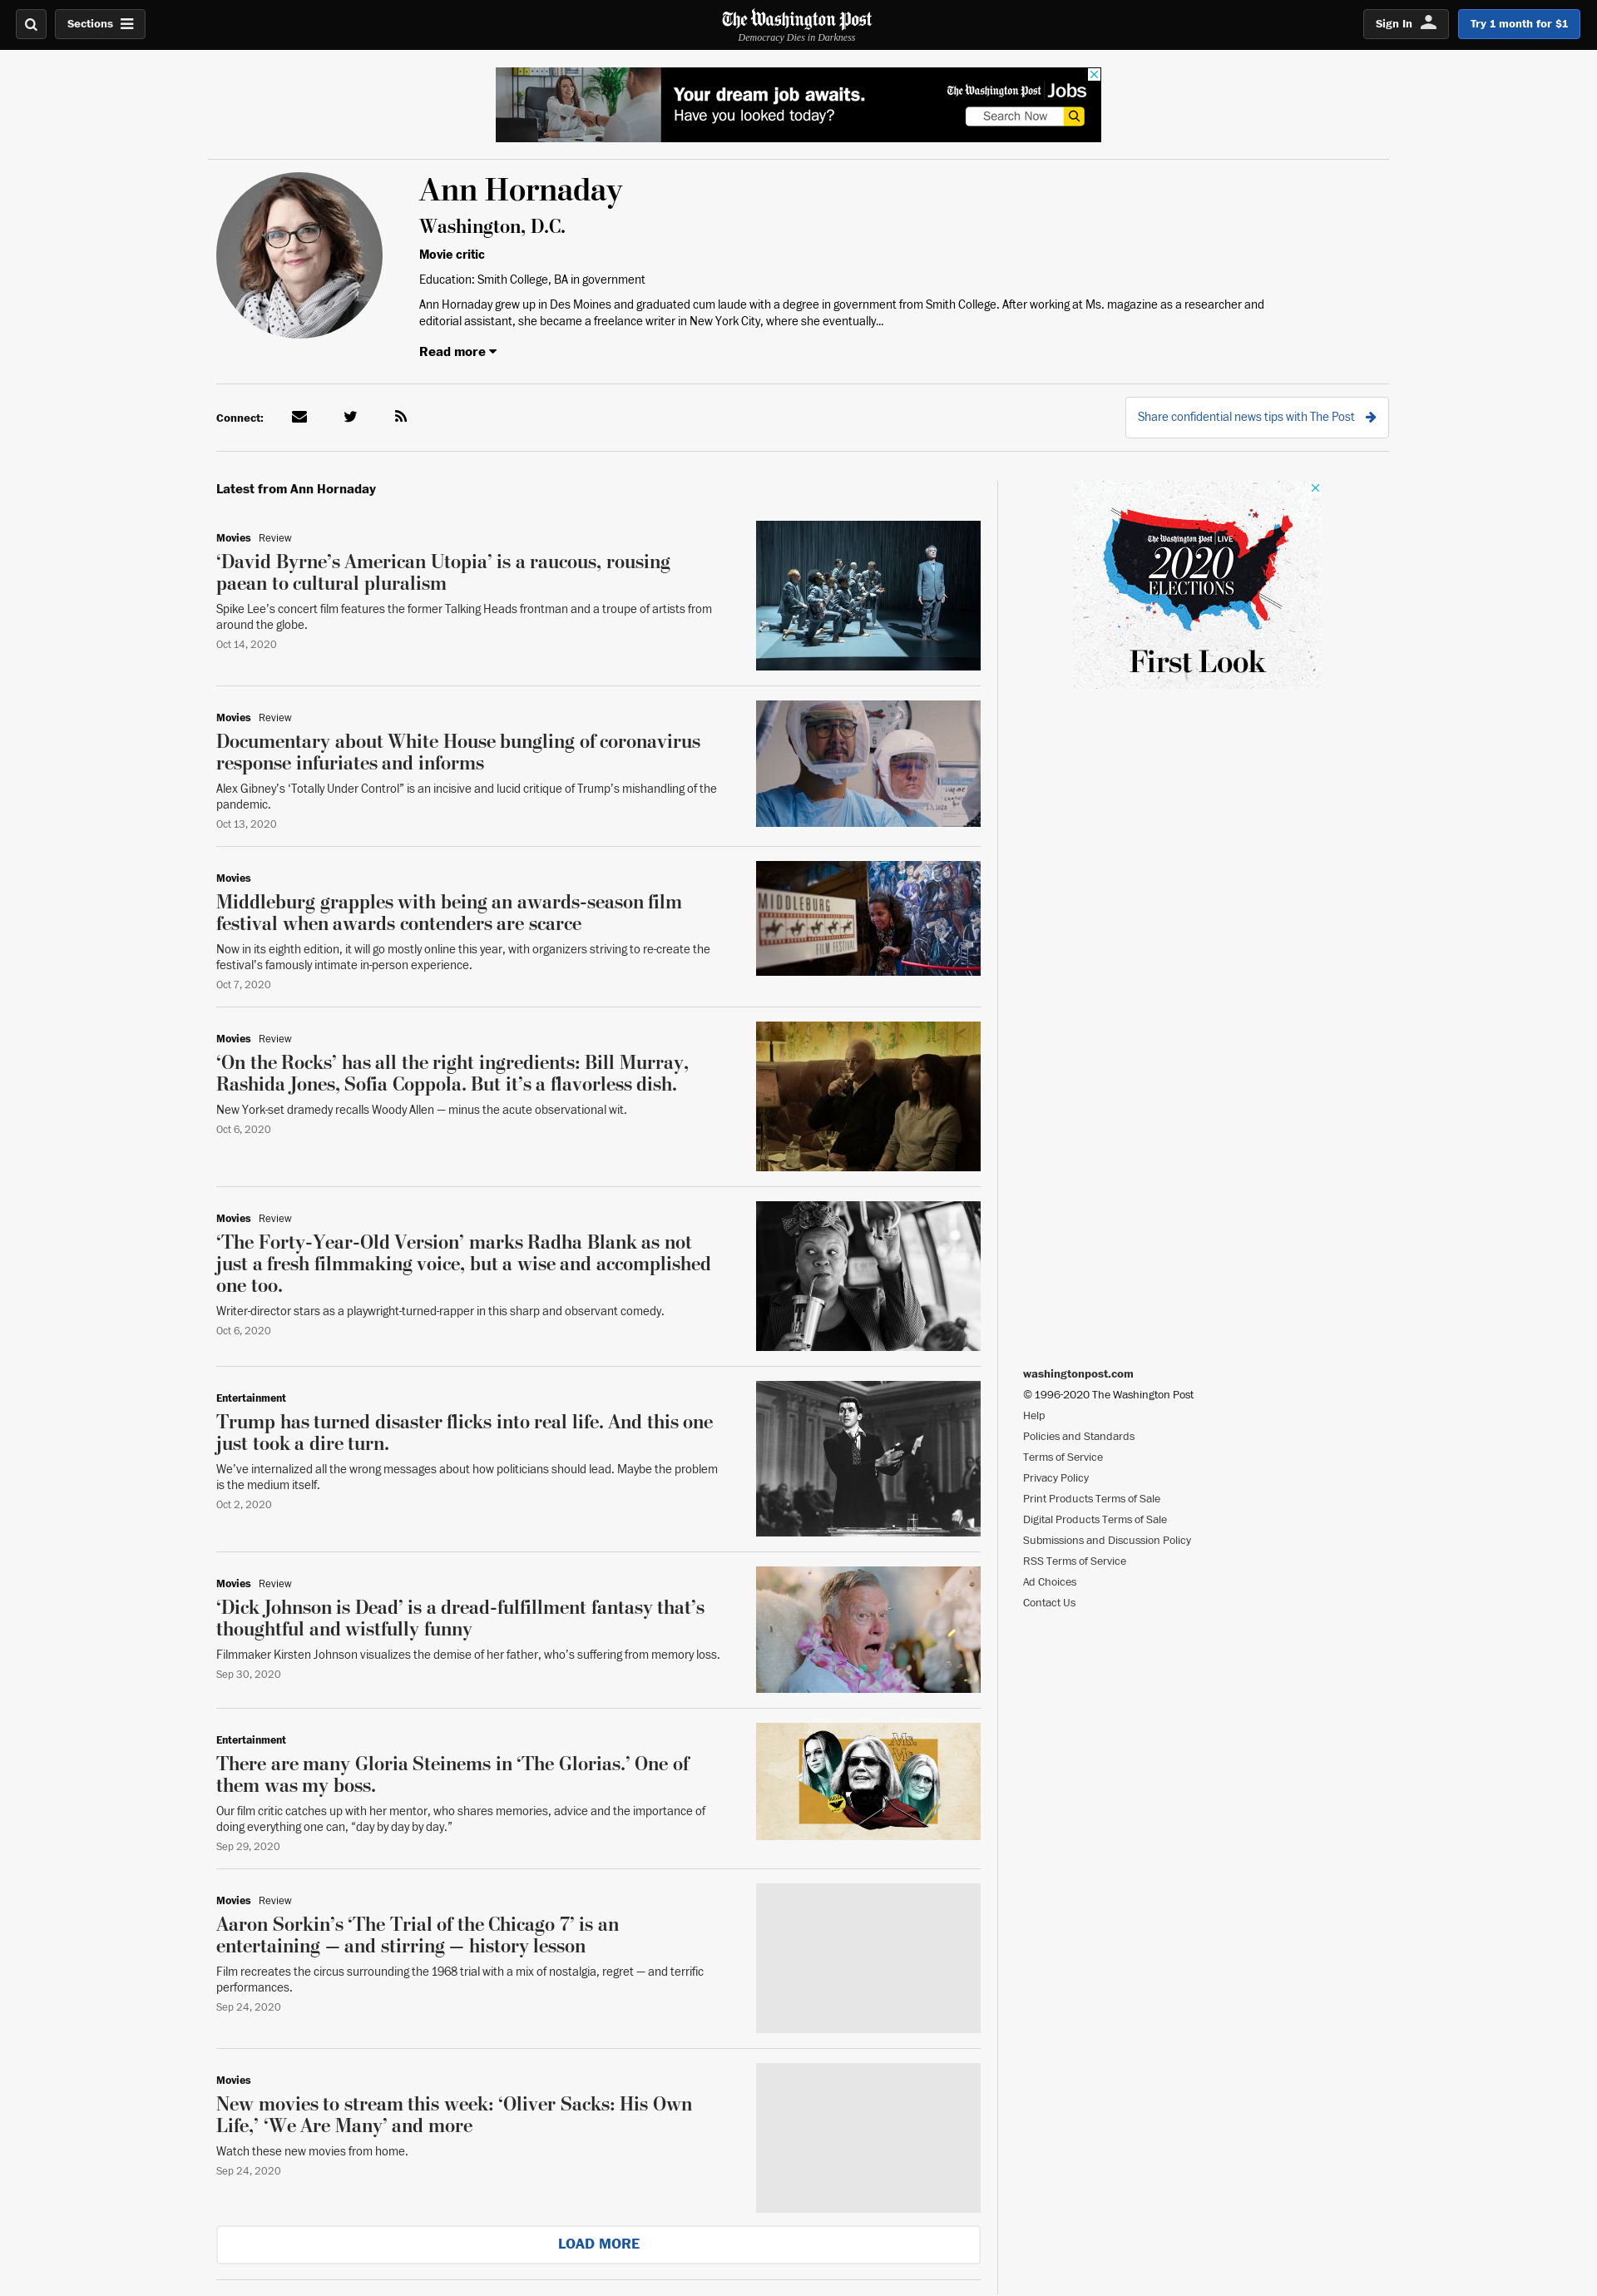 Sections
The Washington Post
Democracy Dies in Darkness
Sign In
Try 1 month for $1
Your dream job awaits.
Have you looked today?
The Washington Post Jobs
Search Now
Ann Hornaday
Washington, D.C.
Movie critic
Education: Smith College, BA in government
Ann Hornaday grew up in Des Moines and graduated cum laude with a degree in government from Smith College. After working at Ms. magazine as a researcher and
editorial assistant, she became a freelance writer in New York City, where she eventually...
Read more
Connect:
Share confidential news tips with The Post
Latest from Ann Hornaday
Movies Review
‘David Byrne’s American Utopia’ is a raucous, rousing
paean to cultural pluralism
Spike Lee’s concert film features the former Talking Heads frontman and a troupe of artists from
around the globe.
Oct 14, 2020
The Washington Post LIVE
2020
ELECTIONS
First Look
Movies Review
Documentary about White House bungling of coronavirus
response infuriates and informs
Alex Gibney’s ‘Totally Under Control” is an incisive and lucid critique of Trump’s mishandling of the
pandemic.
Oct 13, 2020
Movies
Middleburg grapples with being an awards-season film
festival when awards contenders are scarce
Now in its eighth edition, it will go mostly online this year, with organizers striving to re-create the
festival’s famously intimate in-person experience.
Oct 7, 2020
MIDDLEBURG
FILM FESTIVAL
Movies Review
‘On the Rocks’ has all the right ingredients: Bill Murray,
Rashida Jones, Sofia Coppola. But it’s a flavorless dish.
New York-set dramedy recalls Woody Allen — minus the acute observational wit.
Oct 6, 2020
Movies Review
‘The Forty-Year-Old Version’ marks Radha Blank as not
just a fresh filmmaking voice, but a wise and accomplished
one too.
Writer-director stars as a playwright-turned-rapper in this sharp and observant comedy.
Oct 6, 2020
Entertainment
Trump has turned disaster flicks into real life. And this one
just took a dire turn.
We’ve internalized all the wrong messages about how politicians should lead. Maybe the problem
is the medium itself.
Oct 2, 2020
Movies Review
‘Dick Johnson is Dead’ is a dread-fulfillment fantasy that’s
thoughtful and wistfully funny
Filmmaker Kirsten Johnson visualizes the demise of her father, who’s suffering from memory loss.
Sep 30, 2020
Entertainment
There are many Gloria Steinems in ‘The Glorias.’ One of
them was my boss.
Our film critic catches up with her mentor, who shares memories, advice and the importance of
doing everything one can, “day by day by day.”
Sep 29, 2020
Ms.
Movies Review
Aaron Sorkin’s ‘The Trial of the Chicago 7’ is an
entertaining — and stirring — history lesson
Film recreates the circus surrounding the 1968 trial with a mix of nostalgia, regret — and terrific
performances.
Sep 24, 2020
Movies
New movies to stream this week: ‘Oliver Sacks: His Own
Life,’ ‘We Are Many’ and more
Watch these new movies from home.
Sep 24, 2020
LOAD MORE
washingtonpost.com
© 1996-2020 The Washington Post
Help
Policies and Standards
Terms of Service
Privacy Policy
Print Products Terms of Sale
Digital Products Terms of Sale
Submissions and Discussion Policy
RSS Terms of Service
Ad Choices
Contact Us